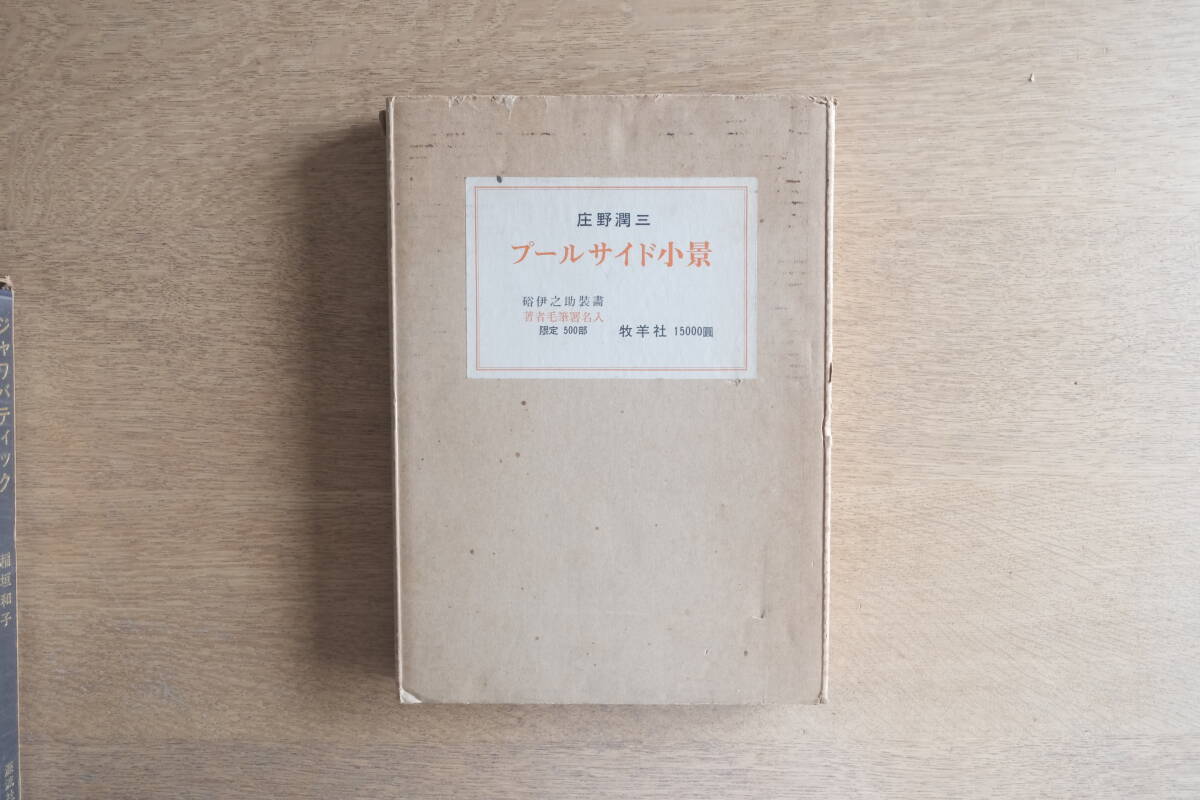 庄野潤三
プールサイド小景
硲伊之助裝畵
著者毛筆署名入
限定 500部
牧羊社 15000圓
ジャワバティック
稲垣和子